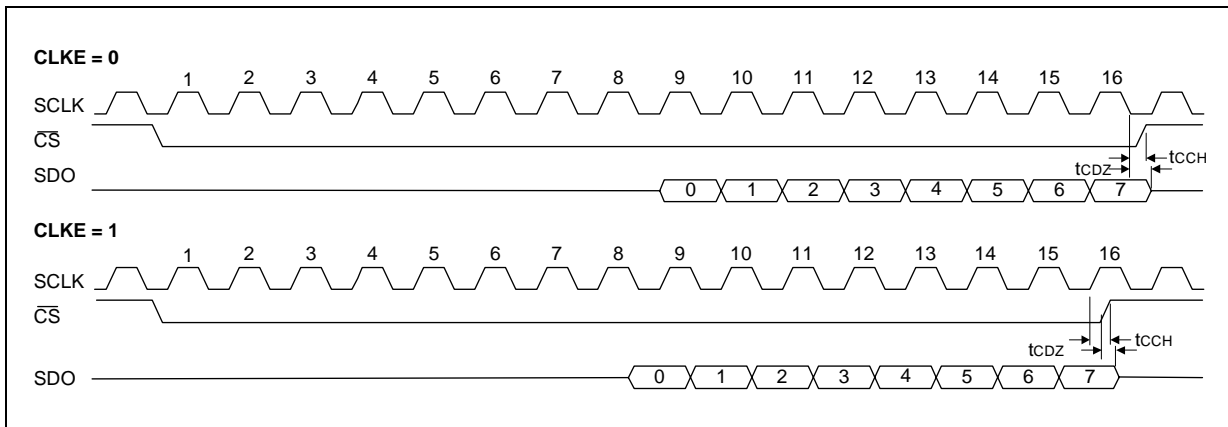 CLKE = 0
1 2 3 4 5 6 7 8 9 10 11 12 13 14 15 16
SCLK
CS
tCCH
SDO
tCDZ
0 1 2 3 4 5 6 7
CLKE = 1
1 2 3 4 5 6 7 8 9 10 11 12 13 14 15 16
SCLK
CS
tCDZ tCCH
SDO
0 1 2 3 4 5 6 7